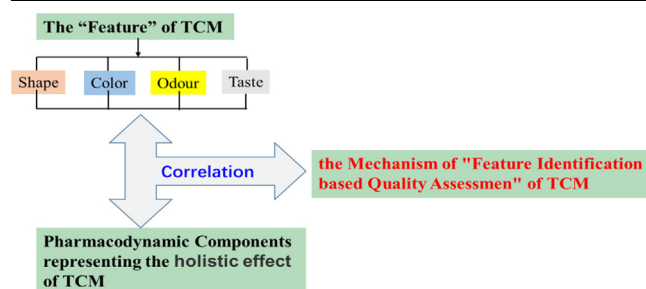 The “Feature” of TCM
Shape Color Odour Taste
Correlation
the Mechanism of "Feature Identification
based Quality Assessmen" of TCM
Pharmacodynamic Components
representing the holistic effect
of TCM